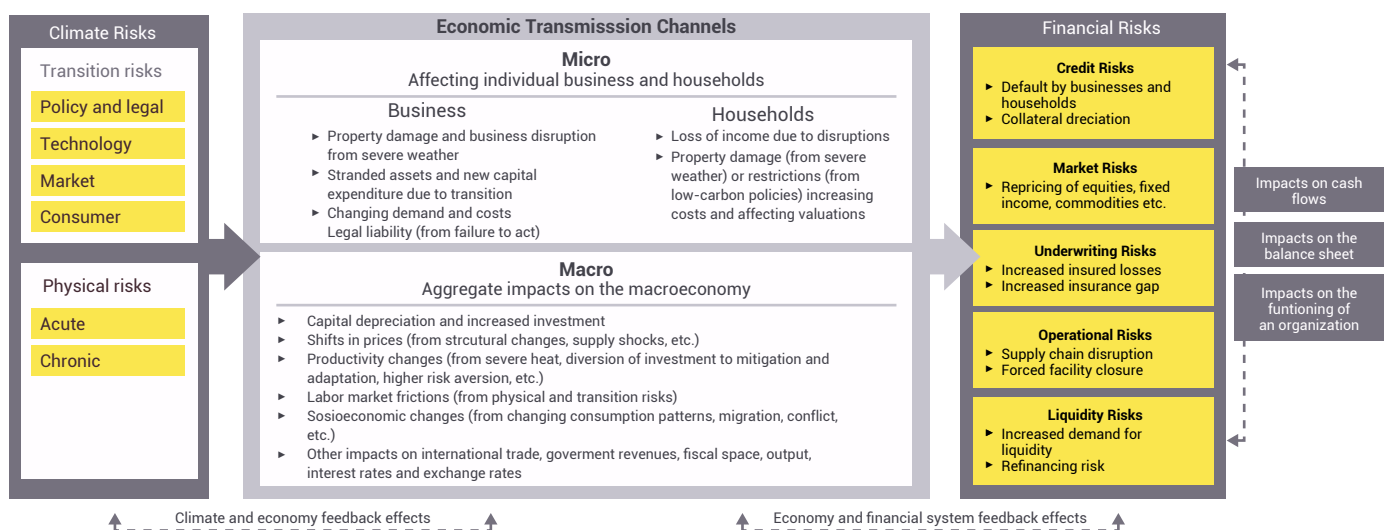 Climate Risks
Transition risks
Policy and legal
Technology
Market
Consumer
Physical risks
Acute
Chronic
Economic Transmisssion Channels
Micro
Affecting individual business and households
Business
► Property damage and business disruption
from severe weather
► Stranded assets and new capital
expenditure due to transition
► Changing demand and costs
Legal liability (from failure to act)
Households
► Loss of income due to disruptions
► Property damage (from severe
weather) or restrictions (from
low-carbon policies) increasing
costs and affecting valuations
Macro
Aggregate impacts on the macroeconomy
► Capital depreciation and increased investment
► Shifts in prices (from strcutural changes, supply shocks, etc.)
► Productivity changes (from severe heat, diversion of investment to mitigation and
adaptation, higher risk aversion, etc.)
► Labor market frictions (from physical and transition risks)
► Sosioeconomic changes (from changing consumption patterns, migration, conflict,
etc.)
► Other impacts on international trade, goverment revenues, fiscal space, output,
interest rates and exchange rates
Financial Risks
Credit Risks
► Default by businesses and
households
► Collateral dreciation
Market Risks
► Repricing of equities, fixed
income, commodities etc.
Underwriting Risks
► Increased insured losses
► Increased insurance gap
Operational Risks
► Supply chain disruption
► Forced facility closure
Liquidity Risks
► Increased demand for
liquidity
► Refinancing risk
Impacts on cash
flows
Impacts on the
balance sheet
Impacts on the
funtioning of
an organization
Climate and economy feedback effects
Economy and financial system feedback effects